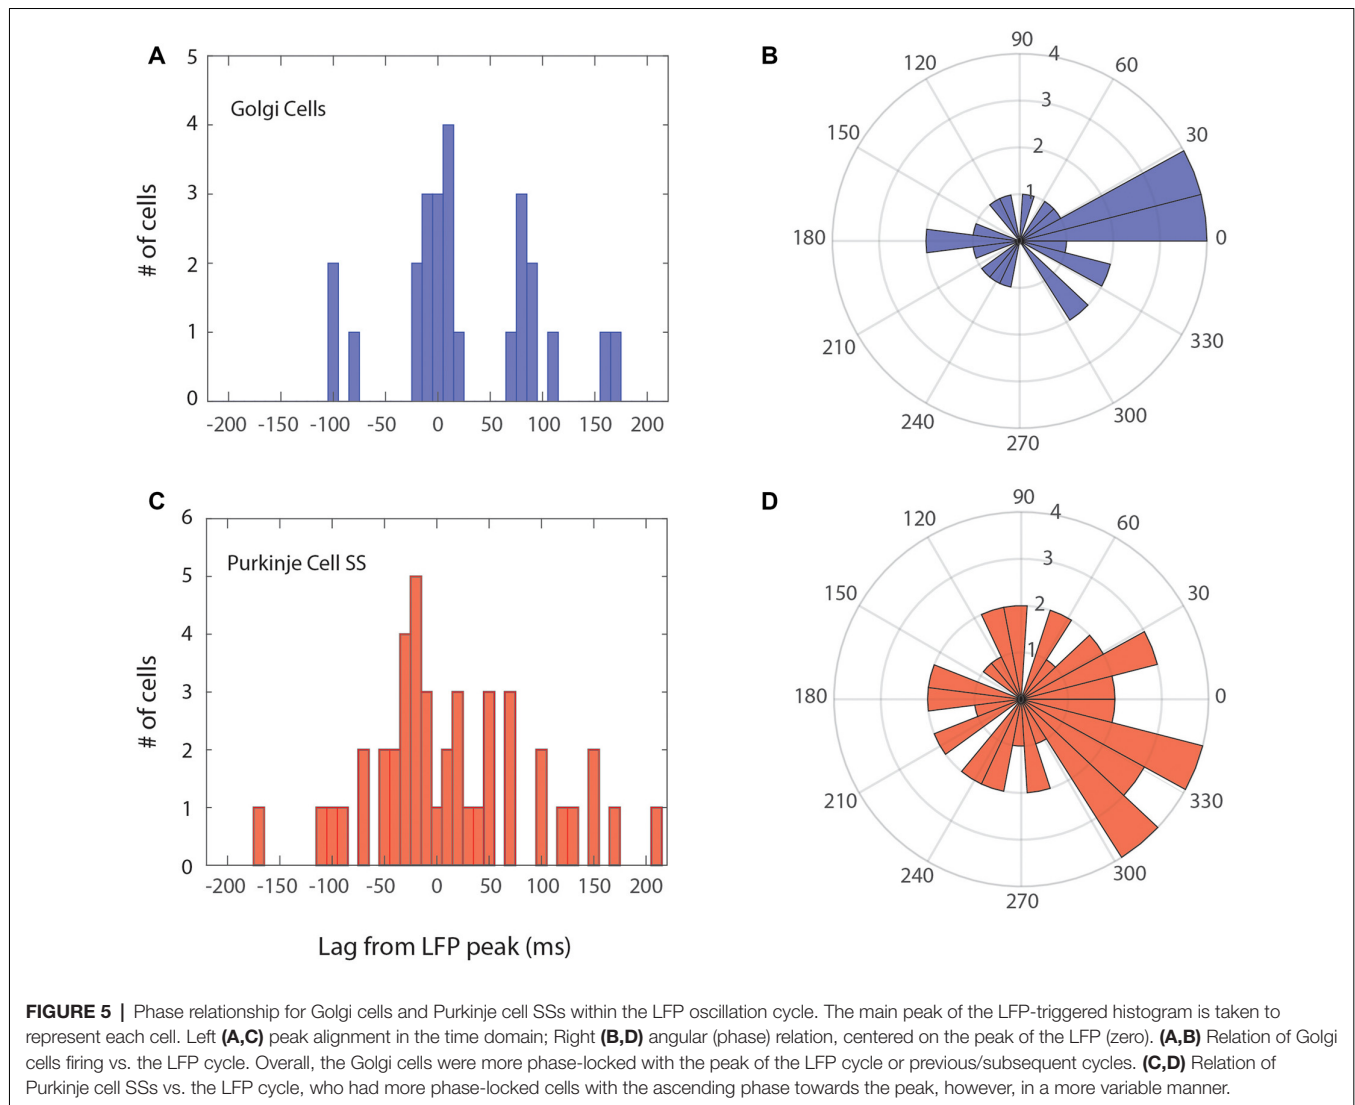 A
Golgi Cells
# of cells
5
4
3
2
1
0
-200 -150 -100 -50 0 50 100 150 200
B
90
4
120 60
3
150 30
2
1
180 0
210 330
240 300
270
C
Purkinje Cell SS
# of cells
6
5
4
3
2
1
0
-200 -150 -100 -50 0 50 100 150 200
Lag from LFP peak (ms)
D
90
4
120 60
3
150 30
2
1
180 0
210 330
240 300
270
FIGURE 5 | Phase relationship for Golgi cells and Purkinje cell SSs within the LFP oscillation cycle. The main peak of the LFP-triggered histogram is taken to
represent each cell. Left (A,C) peak alignment in the time domain; Right (B,D) angular (phase) relation, centered on the peak of the LFP (zero). (A,B) Relation of Golgi
cells firing vs. the LFP cycle. Overall, the Golgi cells were more phase-locked with the peak of the LFP cycle or previous/subsequent cycles. (C,D) Relation of
Purkinje cell SSs vs. the LFP cycle, who had more phase-locked cells with the ascending phase towards the peak, however, in a more variable manner.